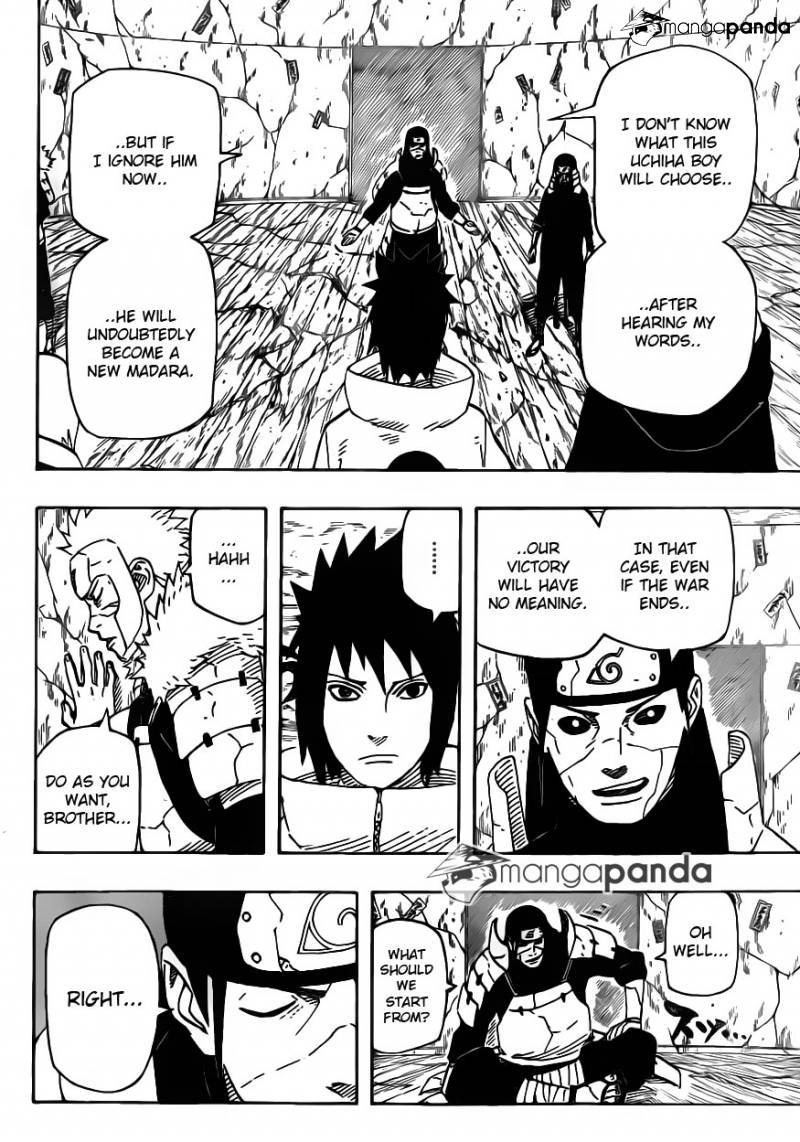 mangapanda
I DON'T KNOW
WHAT THIS
UCHIHA BOY
WILL CHOOSE..
..AFTER
HEARING MY
WORDS..
..BUT IF
I IGNORE HIM
NOW..
..HE WILL
UNDOUBTEDLY
BECOME A
NEW MADARA.
IN THAT
CASE, EVEN
IF THE WAR
ENDS..
..OUR
VICTORY
WILL HAVE
NO MEANING.
........
...
HAHH
...
DO AS YOU
WANT,
BROTHER...
mangapanda
OH
WELL...
スッ...
WHAT
SHOULD
WE
START
FROM?
RIGHT...